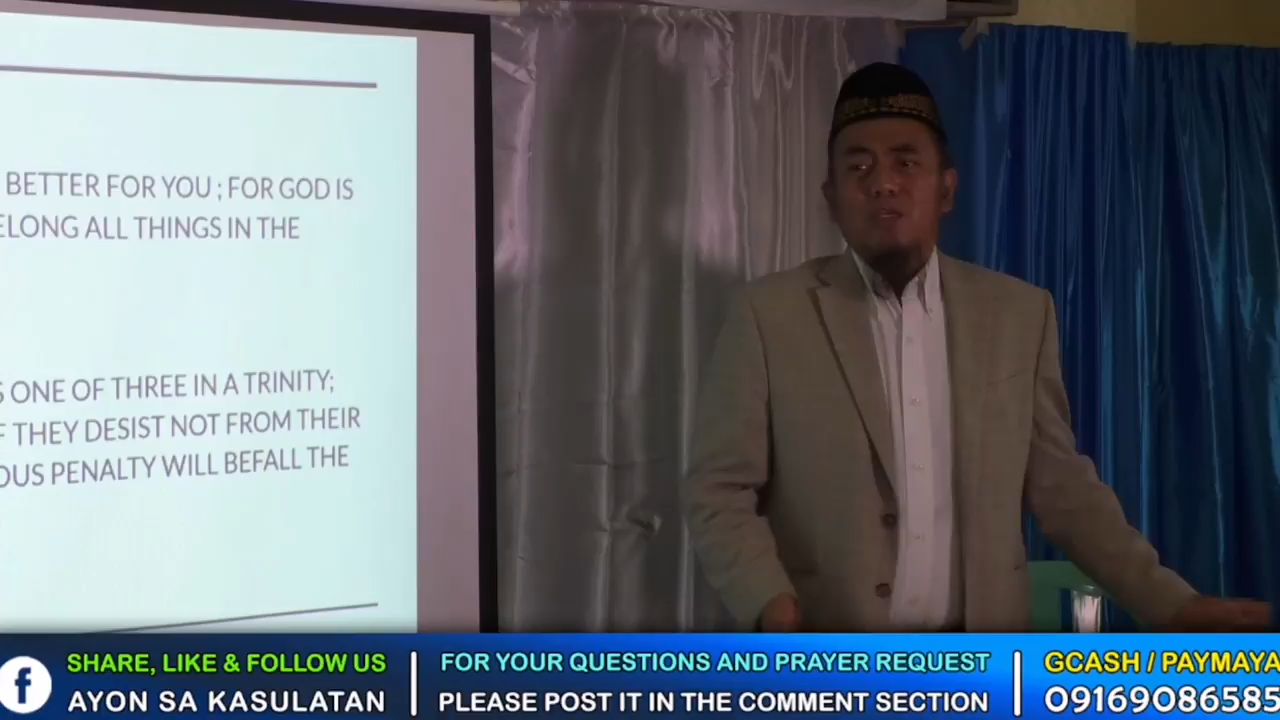 BETTER FOR YOU ; FOR GOD IS
ELONG ALL THINGS IN THE
S ONE OF THREE IN A TRINITY;
F THEY DESIST NOT FROM THEIR
OUS PENALTY WILL BEFALL THE
f
SHARE, LIKE & FOLLOW US
AYON SA KASULATAN
FOR YOUR QUESTIONS AND PRAYER REQUEST
PLEASE POST IT IN THE COMMENT SECTION
GCASH / PAYMAYA
09169086585